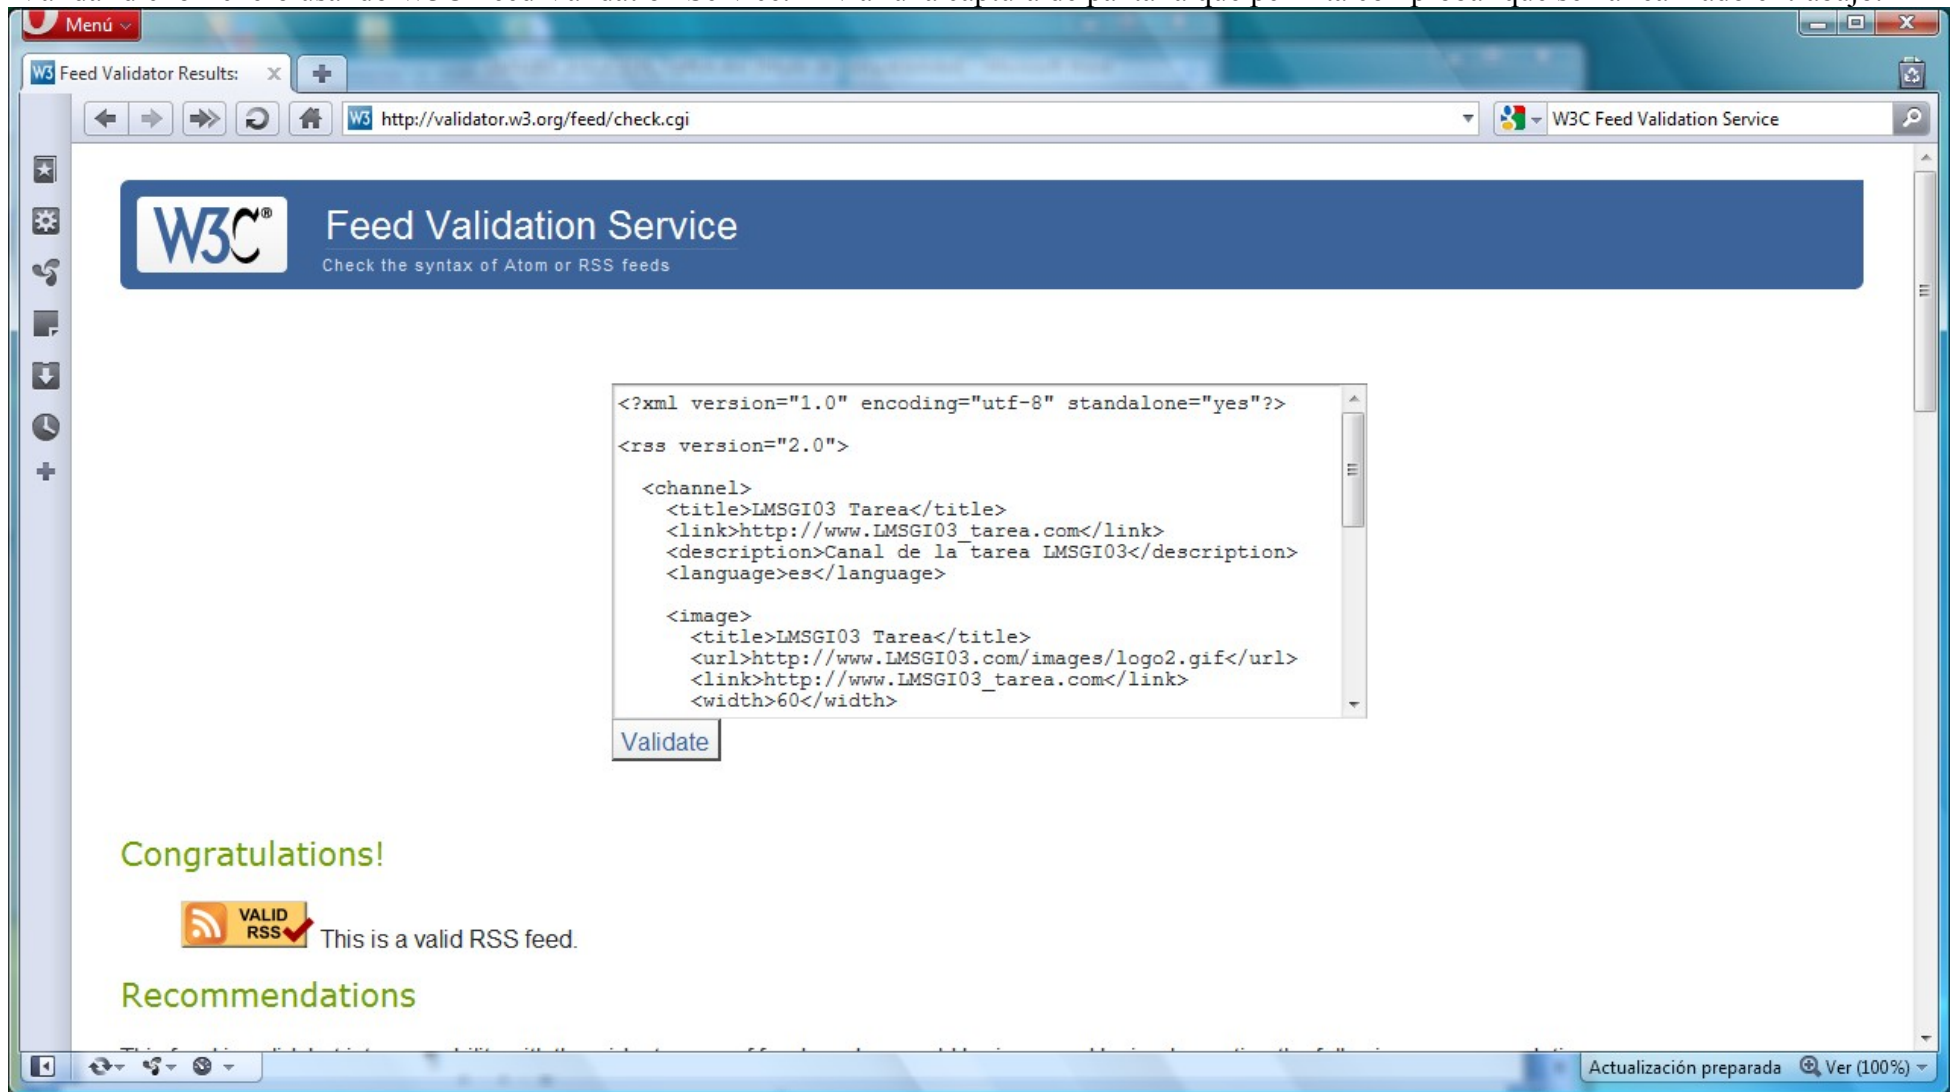 Menú
W3 Feed Validator Results:
W3 http://validator.w3.org/feed/check.cgi
W3C Feed Validation Service
W3C® Feed Validation Service
Check the syntax of Atom or RSS feeds
<?xml version="1.0" encoding="utf-8" standalone="yes"?>
<rss version="2.0">
<channel>
<title>LMSGI03 Tarea</title>
<link>http://www.LMSGI03_tarea.com</link>
<description>Canal de la tarea LMSGI03</description>
<language>es</language>
<image>
<title>LMSGI03 Tarea</title>
<url>http://www.LMSGI03.com/images/logo2.gif</url>
<link>http://www.LMSGI03_tarea.com</link>
<width>60</width>
Validate
Congratulations!
VALID
RSS
This is a valid RSS feed.
Recommendations
Actualización preparada
Ver (100%)